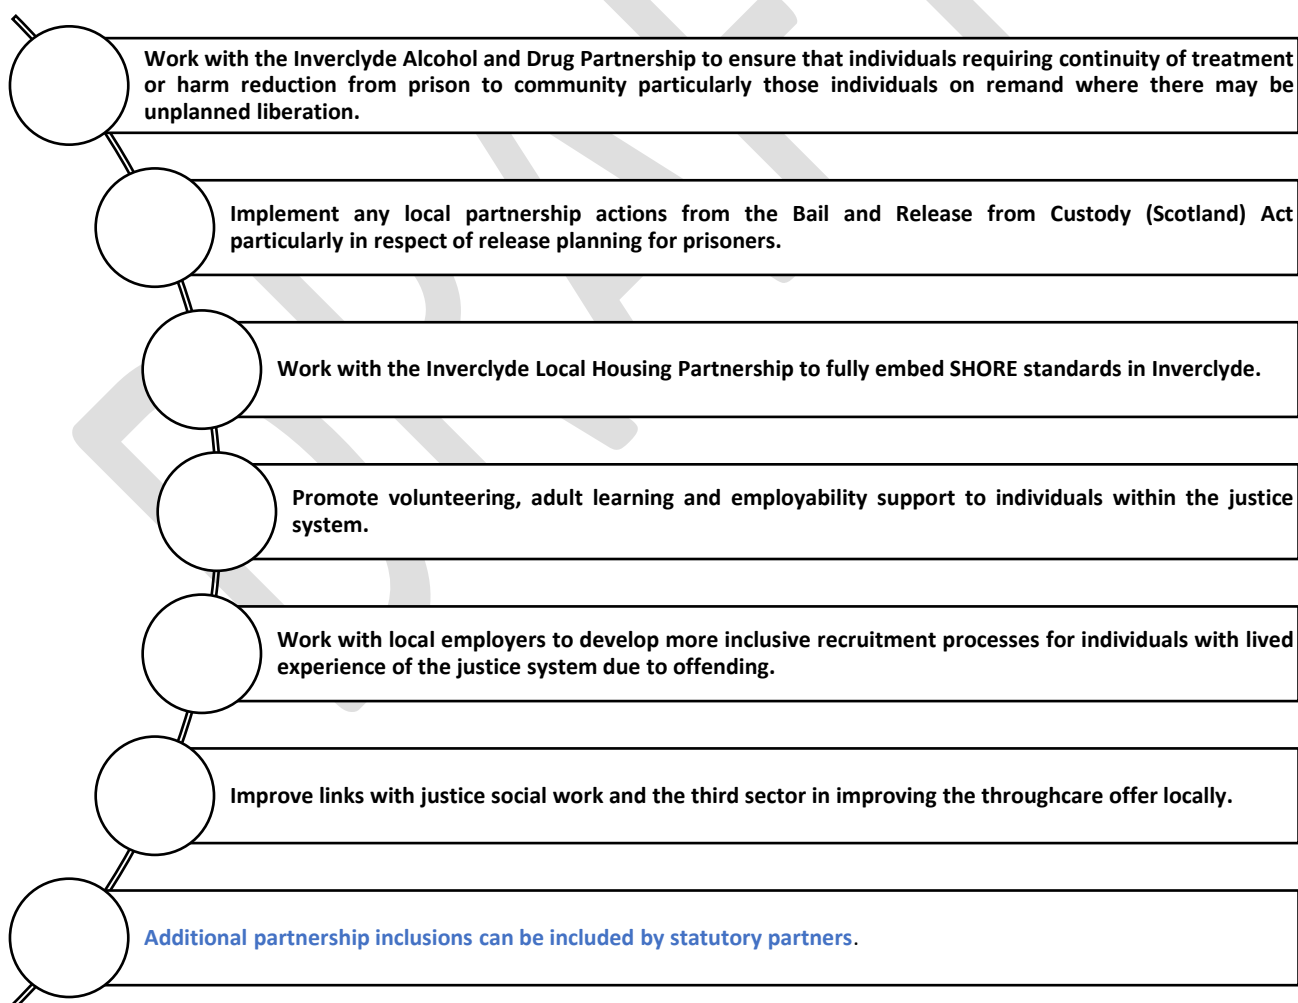 Work with the Inverclyde Alcohol and Drug Partnership to ensure that individuals requiring continuity of treatment
or harm reduction from prison to community particularly those individuals on remand where there may be
unplanned liberation.
Implement any local partnership actions from the Bail and Release from Custody (Scotland) Act
particularly in respect of release planning for prisoners.
Work with the Inverclyde Local Housing Partnership to fully embed SHORE standards in Inverclyde.
Promote volunteering, adult learning and employability support to individuals within the justice
system.
Work with local employers to develop more inclusive recruitment processes for individuals with lived
experience of the justice system due to offending.
Improve links with justice social work and the third sector in improving the throughcare offer locally.
Additional partnership inclusions can be included by statutory partners.